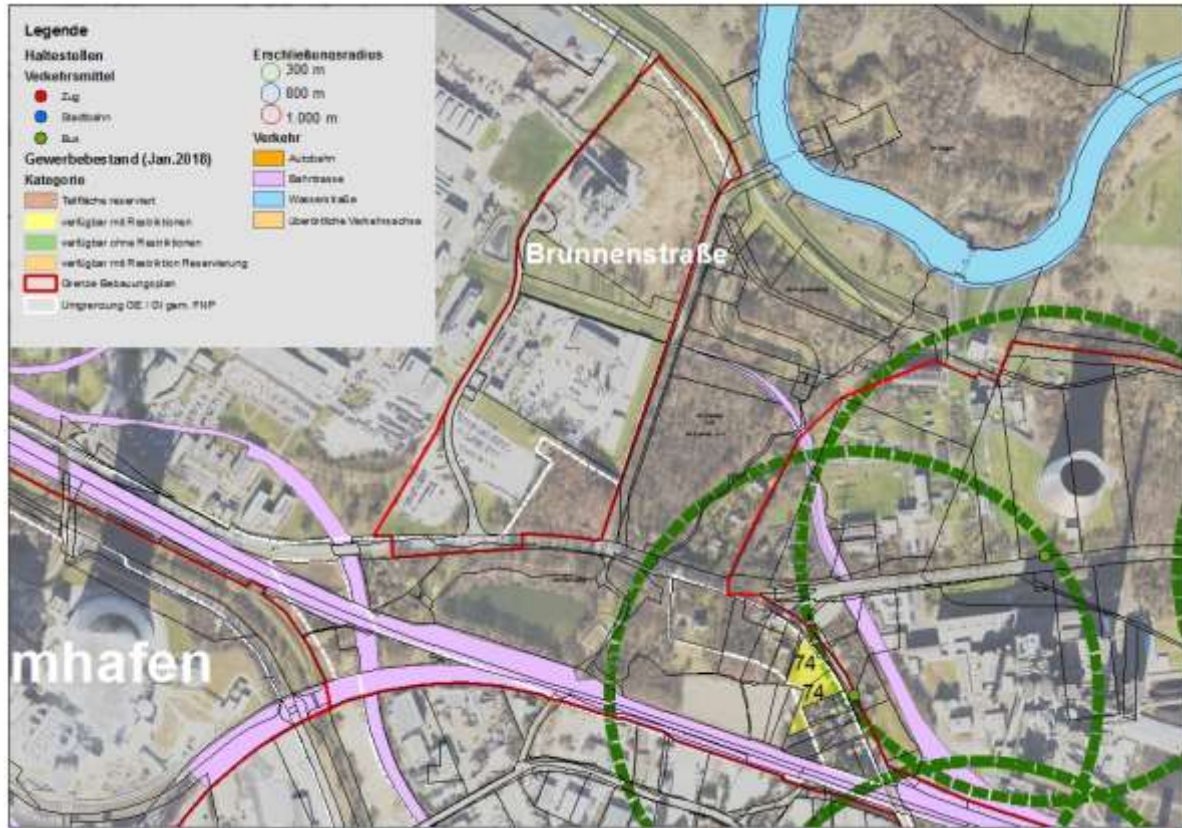 Legende
Haltestellen
Verkehrsmittel
Zug
Stadtbahn
Bus
Gewerbebestand (Jan.2018)
Kategorie
Teilfläche reserviert
verfügbar mit Restriktionen
verfügbar ohne Restriktionen
verfügbar mit Restriktion Reservierung
Grenze Bebauungsplan
Umgrenzung GE / GI gem. FNP
Erschließungsradius
300 m
600 m
1.000 m
Verkehr
Autobahn
Bahntrasse
Wasserstraße
überörtliche Verkehrsachse
Brunnenstraße
mhafen
74
74